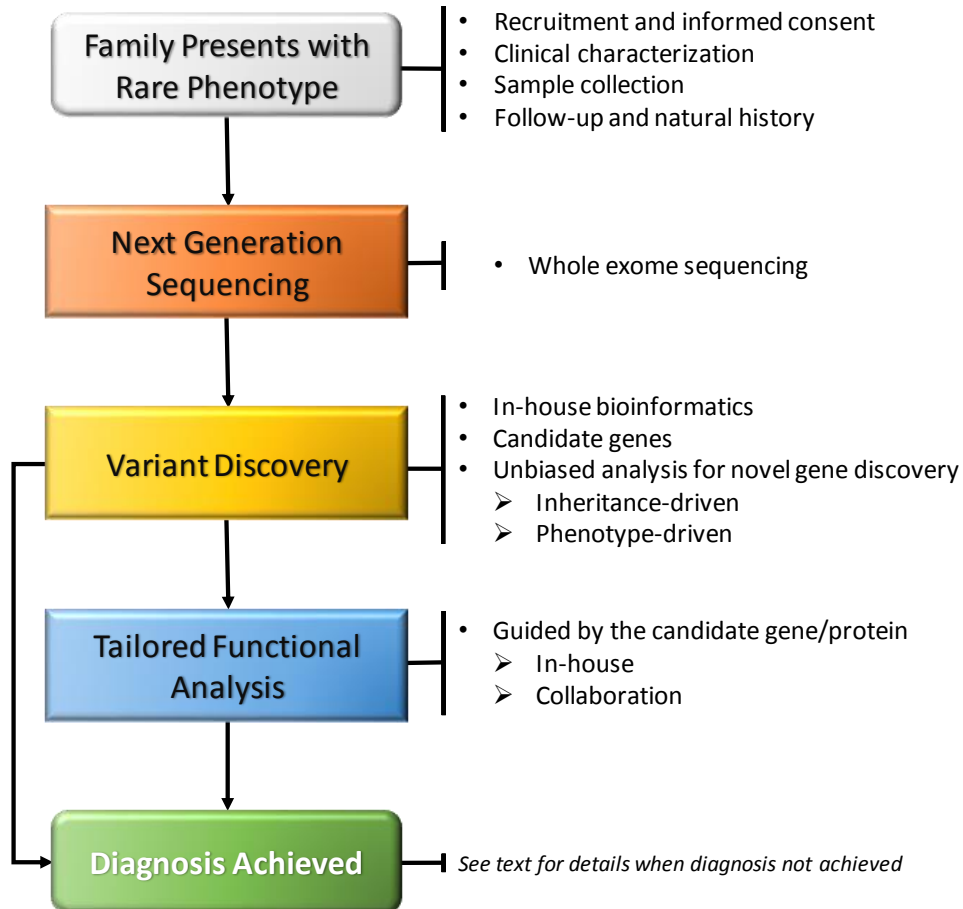 Family Presents with
Rare Phenotype
• Recruitment and informed consent
• Clinical characterization
• Sample collection
• Follow-up and natural history
Next Generation
Sequencing
• Whole exome sequencing
Variant Discovery
• In-house bioinformatics
• Candidate genes
• Unbiased analysis for novel gene discovery
➢ Inheritance-driven
➢ Phenotype-driven
Tailored Functional
Analysis
• Guided by the candidate gene/protein
➢ In-house
➢ Collaboration
Diagnosis Achieved
See text for details when diagnosis not achieved